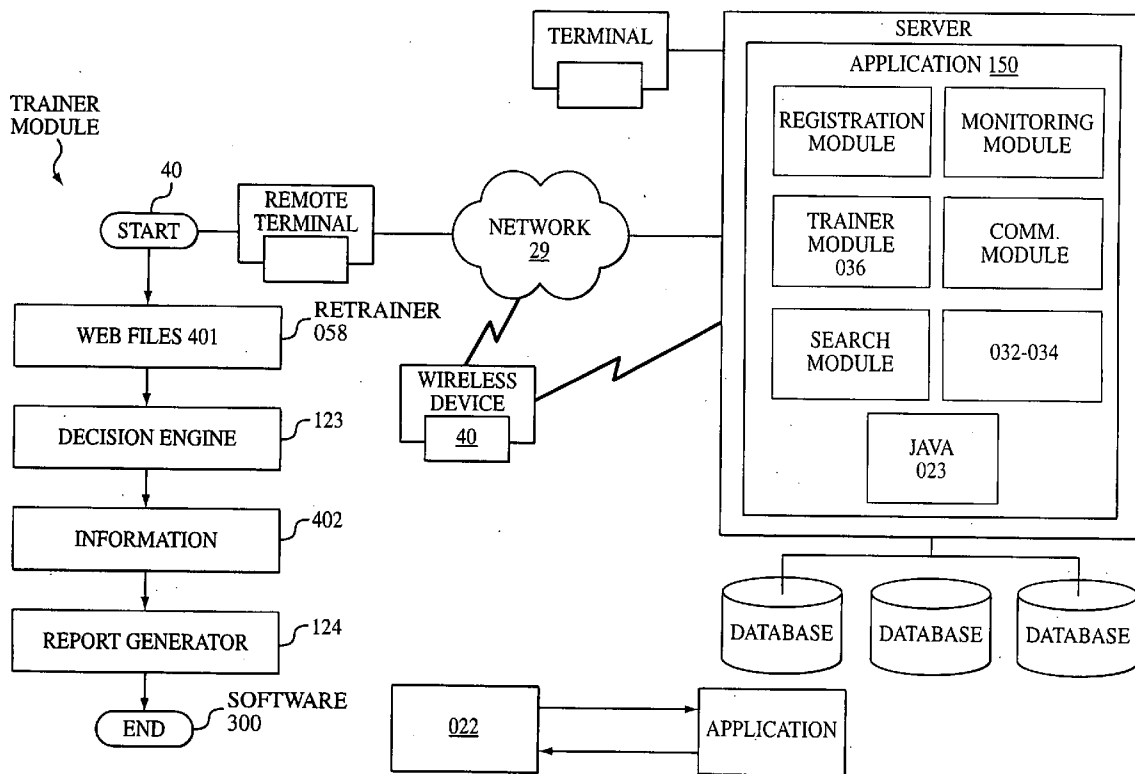 TRAINER
MODULE
40
START
REMOTE
TERMINAL
WEB FILES 401
RETRAINER
058
DECISION ENGINE
123
INFORMATION
402
REPORT GENERATOR
124
END
SOFTWARE
300
NETWORK
29
WIRELESS
DEVICE
40
TERMINAL
SERVER
APPLICATION 150
REGISTRATION
MODULE
MONITORING
MODULE
TRAINER
MODULE
036
COMM.
MODULE
SEARCH
MODULE
032-034
JAVA
023
DATABASE
DATABASE
DATABASE
022
APPLICATION